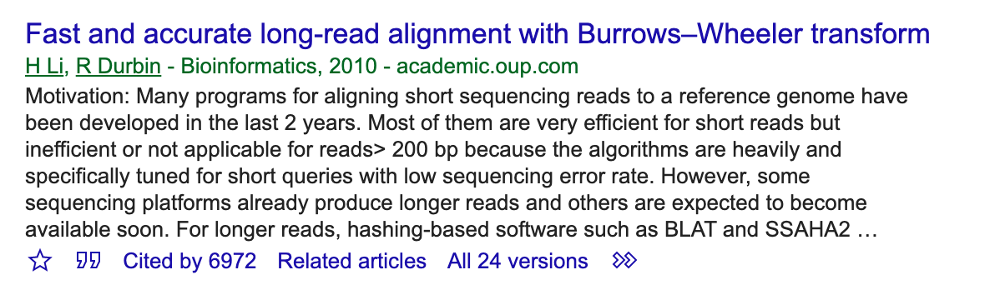 Fast and accurate long-read alignment with Burrows–Wheeler transform
H Li, R Durbin - Bioinformatics, 2010 - academic.oup.com
Motivation: Many programs for aligning short sequencing reads to a reference genome have
been developed in the last 2 years. Most of them are very efficient for short reads but
inefficient or not applicable for reads> 200 bp because the algorithms are heavily and
specifically tuned for short queries with low sequencing error rate. However, some
sequencing platforms already produce longer reads and others are expected to become
available soon. For longer reads, hashing-based software such as BLAT and SSAHA2 …
Cited by 6972 Related articles All 24 versions